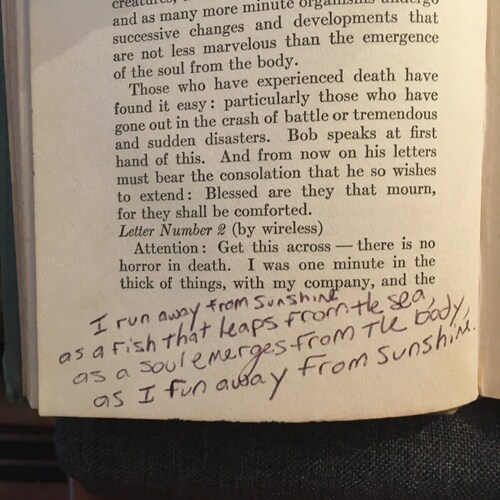 creatures,
and as many more minute organisms undergo
successive changes and developments that
are not less marvelous than the emergence
of the soul from the body.
Those who have experienced death have
found it easy: particularly those who have
gone out in the crash of battle or tremendous
and sudden disasters. Bob speaks at first
hand of this. And from now on his letters
must bear the consolation that he so wishes
to extend: Blessed are they that mourn,
for they shall be comforted.
Letter Number 2 (by wireless)
Attention: Get this across — there is no
horror in death. I was one minute in the
thick of things, with my company, and the
I run away from sunshine
as a fish that leaps from the sea,
as a soul emerges from the body,
as I run away from sunshine.